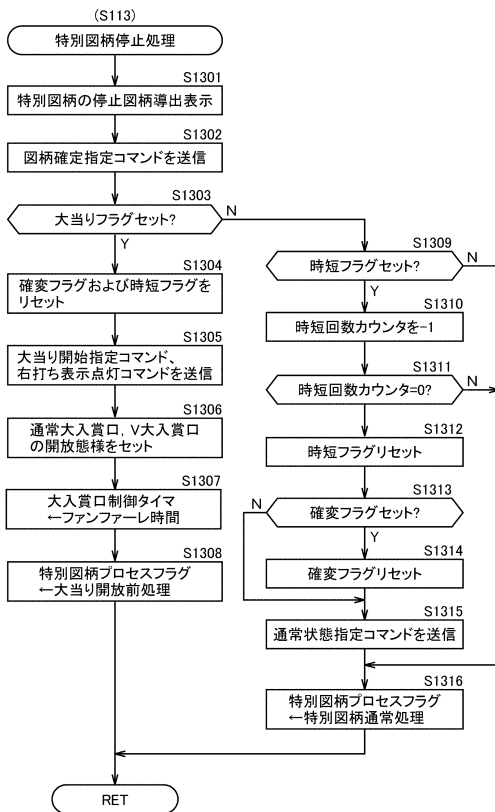 (S113)
特別図柄停止処理
S1301
特別図柄の停止図柄導出表示
S1302
図柄確定指定コマンドを送信
S1303
大当りフラグセット?
N
Y
S1304
確変フラグおよび時短フラグを
リセット
S1305
大当り開始指定コマンド、
右打ち表示点灯コマンドを送信
S1306
通常大入賞口, V大入賞口
の開放態様をセット
S1307
大入賞口制御タイマ
←ファンファーレ時間
S1308
特別図柄プロセスフラグ
←大当り開放前処理
S1309
時短フラグセット?
N
Y
S1310
時短回数カウンタを-1
S1311
時短回数カウンタ=0?
N
Y
S1312
時短フラグリセット
S1313
N
確変フラグセット?
Y
S1314
確変フラグリセット
S1315
通常状態指定コマンドを送信
S1316
特別図柄プロセスフラグ
←特別図柄通常処理
RET